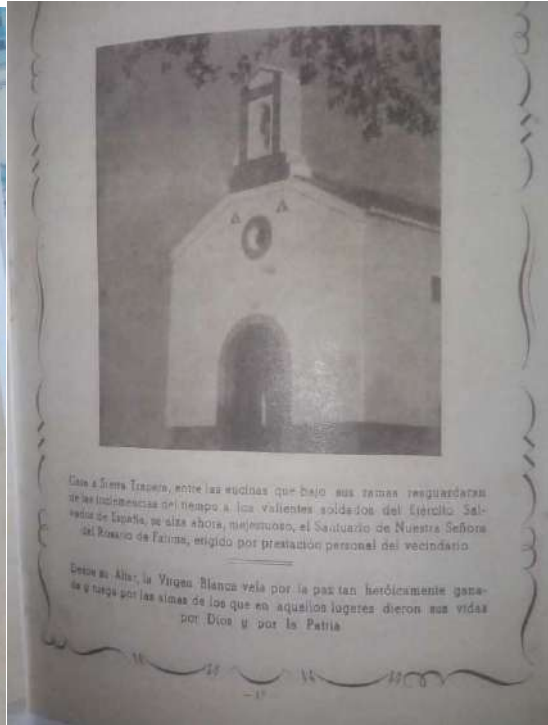 Cara a Sierra Trapera, entre las encinas que bajo sus ramas resguardaran
de las inclemencias del tiempo a los valientes soldados del Ejército Sal-
vador de España, se alza ahora, majestuoso, el Santuario de Nuestra Señora
del Rosario de Fátima, erigido por prestación personal del vecindario
Desde su Altar, la Virgen Blanca vela por la paz tan heróicamente gana-
da y ruega por las almas de los que en aquellos lugares dieron sus vidas
por Dios y por la Patria